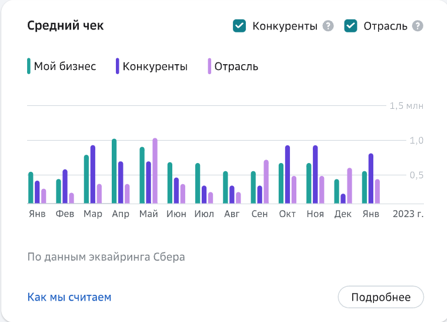 Средний чек
Конкуренты ? Отрасль ?
Мой бизнес Конкуренты Отрасль
1.5 млн
1,0
0,5
Янв Фев Мар Апр Май Июн Июл Авг Сен Окт Ноя Дек Янв 2023 г.
По данным эквайринга Сбера
Как мы считаем Подробнее